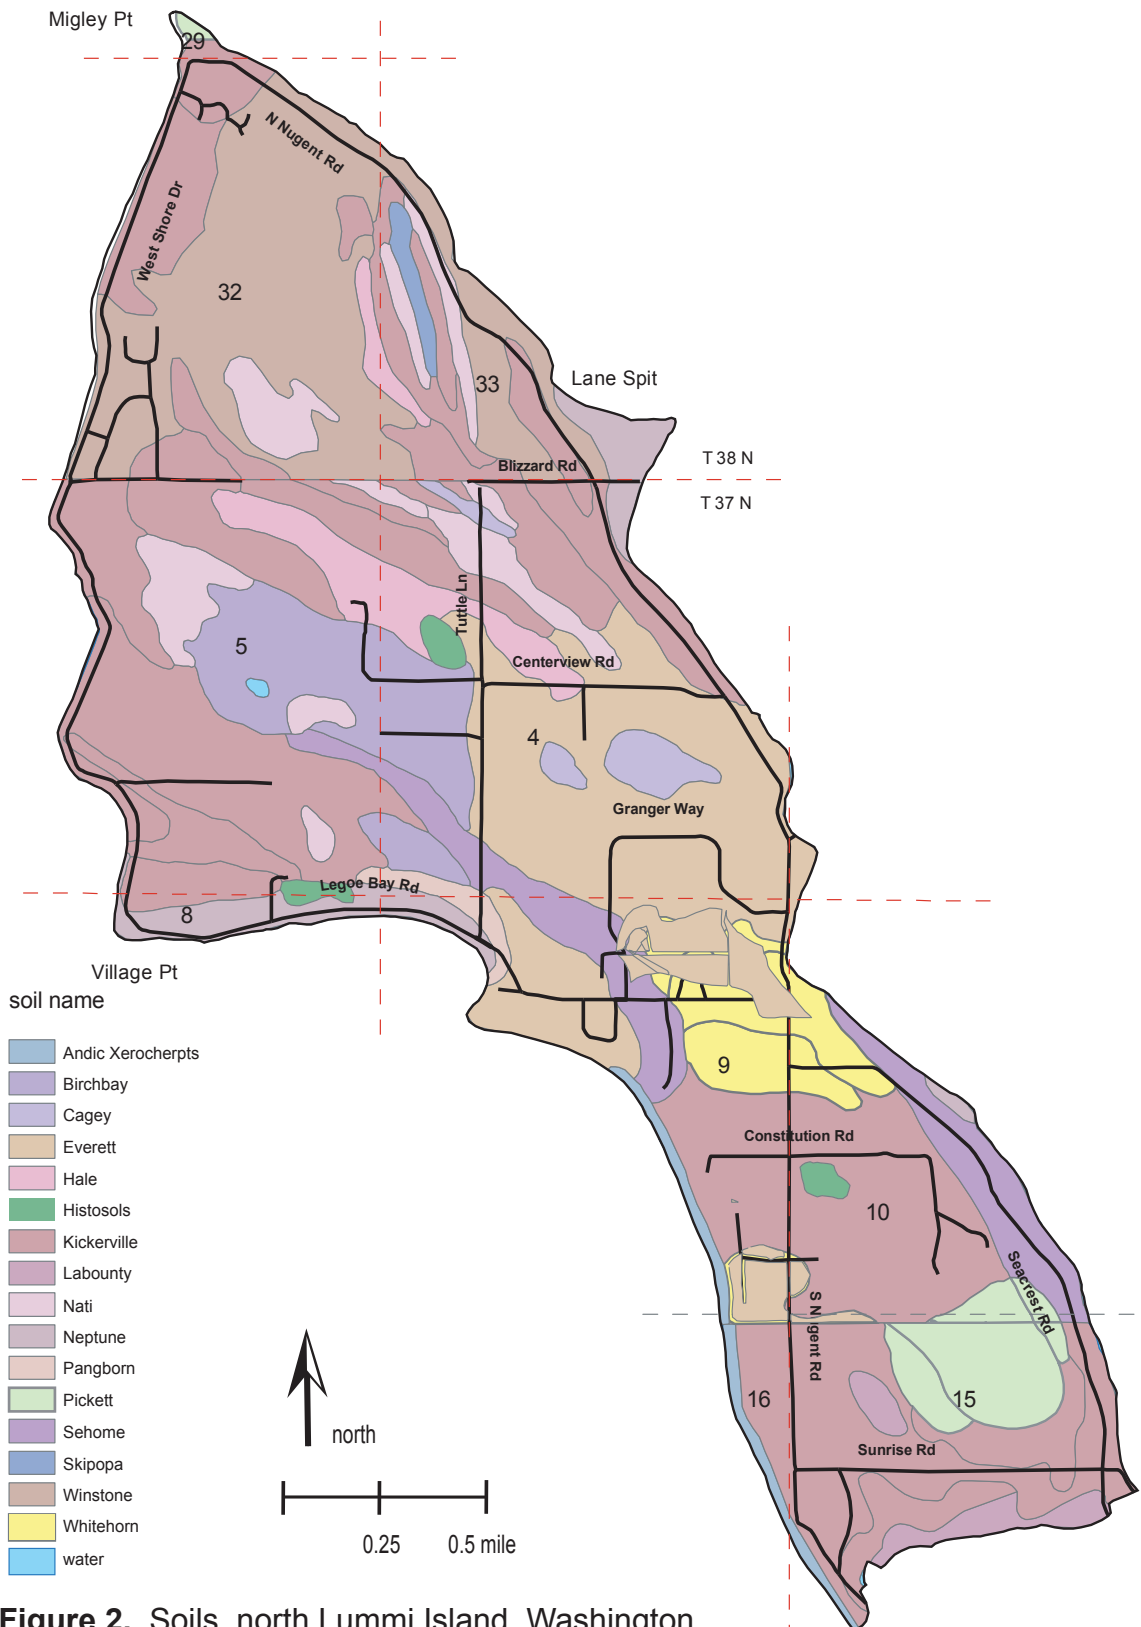 Migley Pt
29
N Nugent Rd
West Shore Dr
32
33
Lane Spit
Blizzard Rd
T 38 N
T 37 N
Tuttle Ln
5
Centerview Rd
4
Granger Way
Legoe Bay Rd
8
Village Pt
9
Constitution Rd
10
Seacrest Rd
S Nugent Rd
16
15
Sunrise Rd
soil name
Andic Xerocherpts
Birchbay
Cagey
Everett
Hale
Histosols
Kickerville
Labounty
Nati
Neptune
Pangborn
Pickett
Sehome
Skipopa
Winstone
Whitehorn
water
north
0.25 0.5 mile
Figure 2. Soils, north Lummi Island, Washington